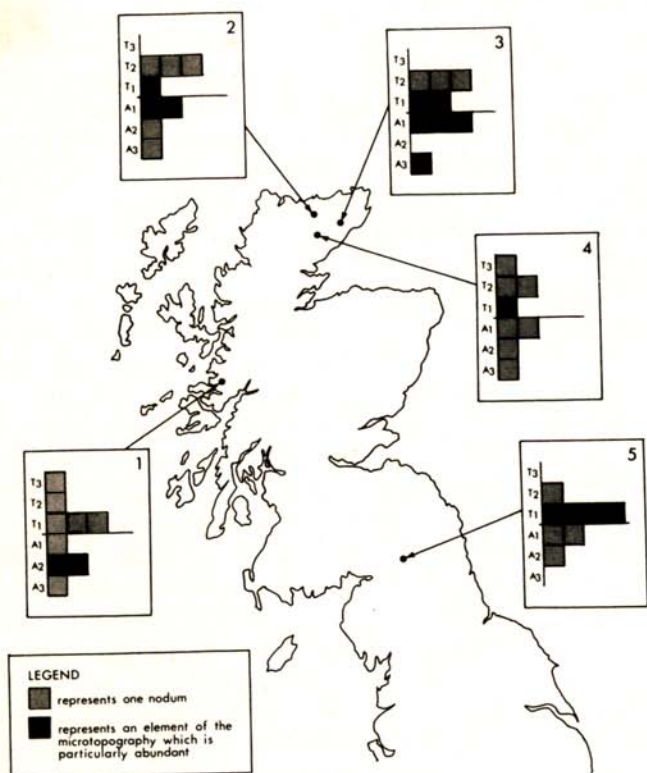 2
T3
T2
T1
A1
A2
A3
3
T3
T2
T1
A1
A2
A3
4
T3
T2
T1
A1
A2
A3
1
T3
T2
T1
A1
A2
A3
5
T3
T2
T1
A1
A2
A3
LEGEND
represents one nodum
represents an element of the
microtopography which is
particularly abundant